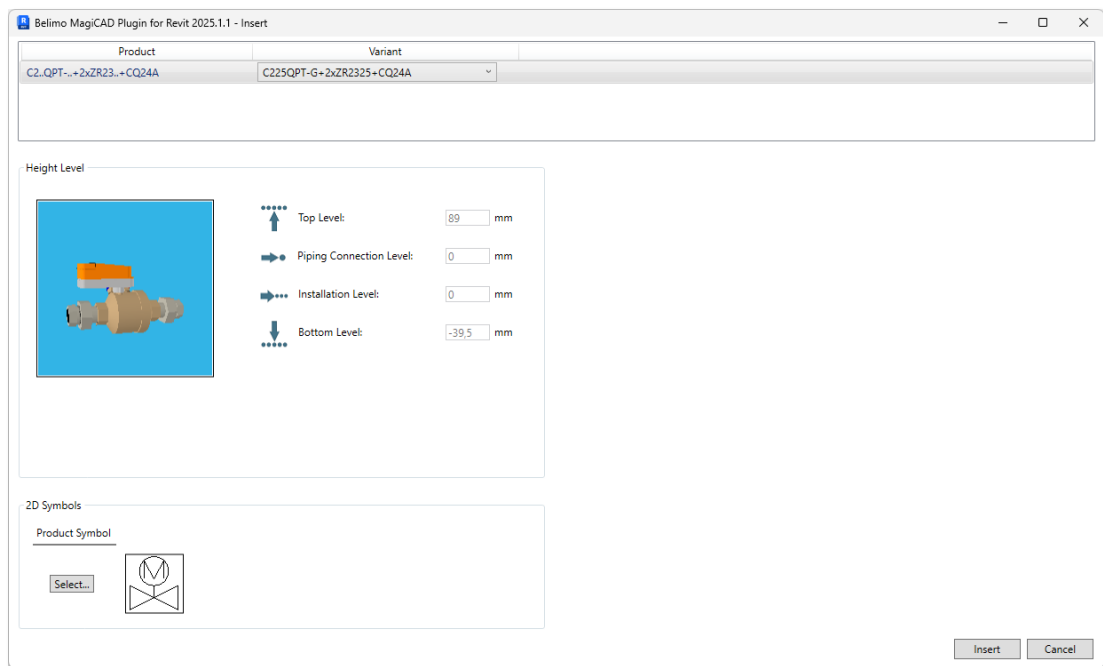 Belimo MagiCAD Plugin for Revit 2025.1.1 - Insert
Product Variant
C2..QPT-..+2xZR23..+CQ24A C225QPT-G+2xZR2325+CQ24A
Height Level
Top Level: 89 mm
Piping Connection Level: 0 mm
Installation Level: 0 mm
Bottom Level: -39,5 mm
2D Symbols
Product Symbol
Select...
M
Insert Cancel